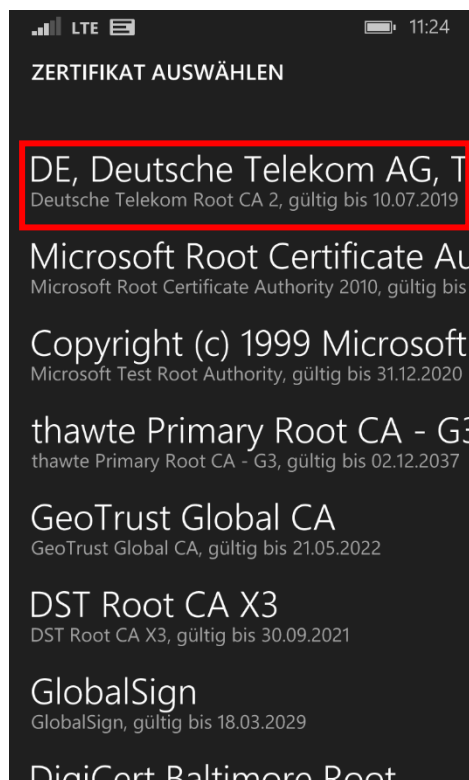 LTE 11:24
ZERTIFIKAT AUSWÄHLEN
DE, Deutsche Telekom AG, T
Deutsche Telekom Root CA 2, gültig bis 10.07.2019
Microsoft Root Certificate Au
Microsoft Root Certificate Authority 2010, gültig bis
Copyright (c) 1999 Microsoft
Microsoft Test Root Authority, gültig bis 31.12.2020
thawte Primary Root CA - G3
thawte Primary Root CA - G3, gültig bis 02.12.2037
GeoTrust Global CA
GeoTrust Global CA, gültig bis 21.05.2022
DST Root CA X3
DST Root CA X3, gültig bis 30.09.2021
GlobalSign
GlobalSign, gültig bis 18.03.2029
DigiCert Baltimore Root